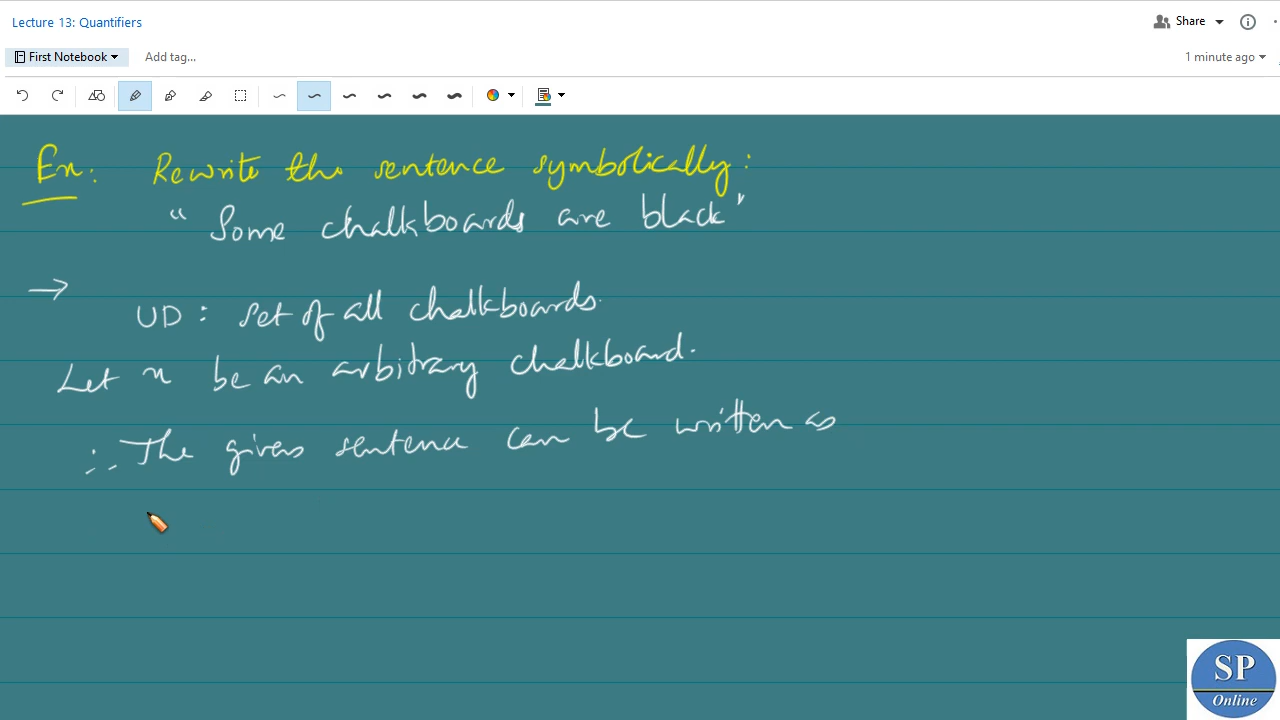 Lecture 13: Quantifiers
Share
First Notebook
Add tag...
1 minute ago
Ex: Rewrite the sentence symbolically:
"Some chalkboards are black"
→ UD: set of all chalkboards.
Let x be an arbitrary chalkboard.
∴ The given sentence can be written as
SP
Online